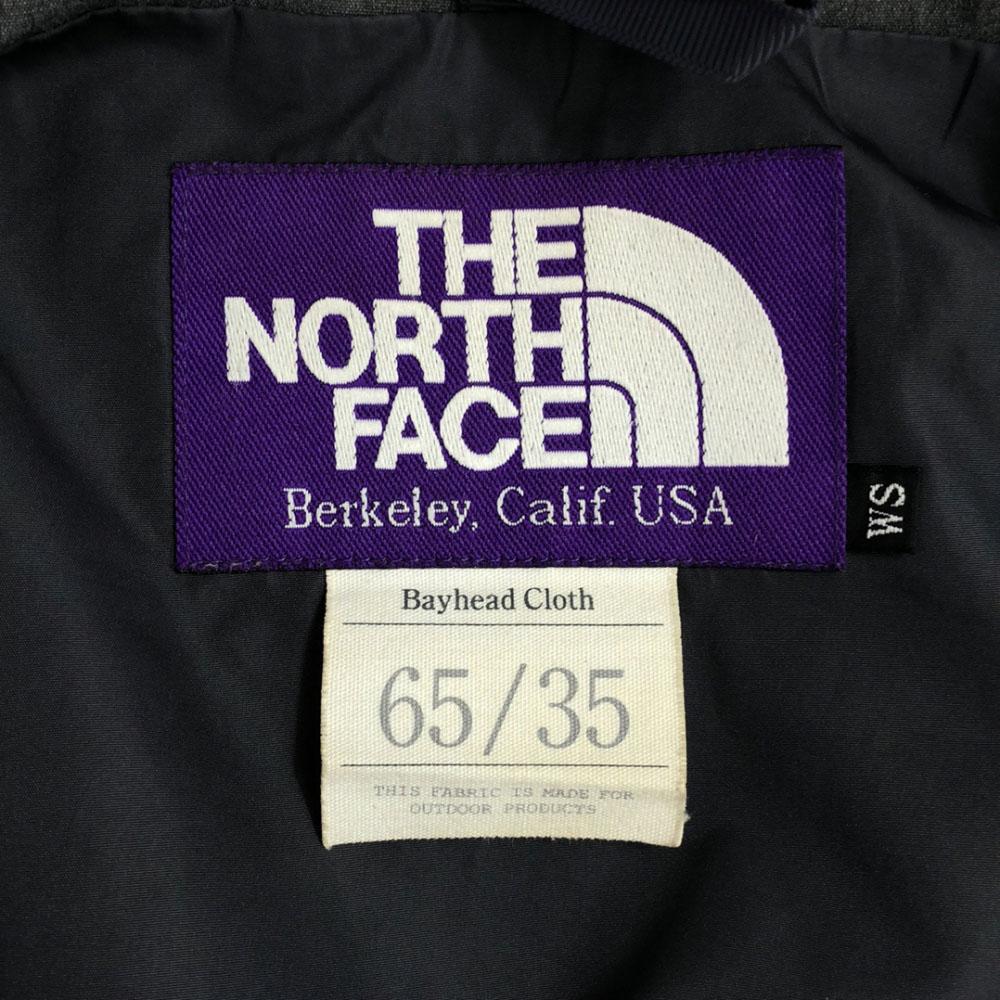 THE
NORTH
FACE
Berkeley, Calif. USA
WS
Bayhead Cloth
65/35
THIS FABRIC IS MADE FOR
OUTDOOR PRODUCTS